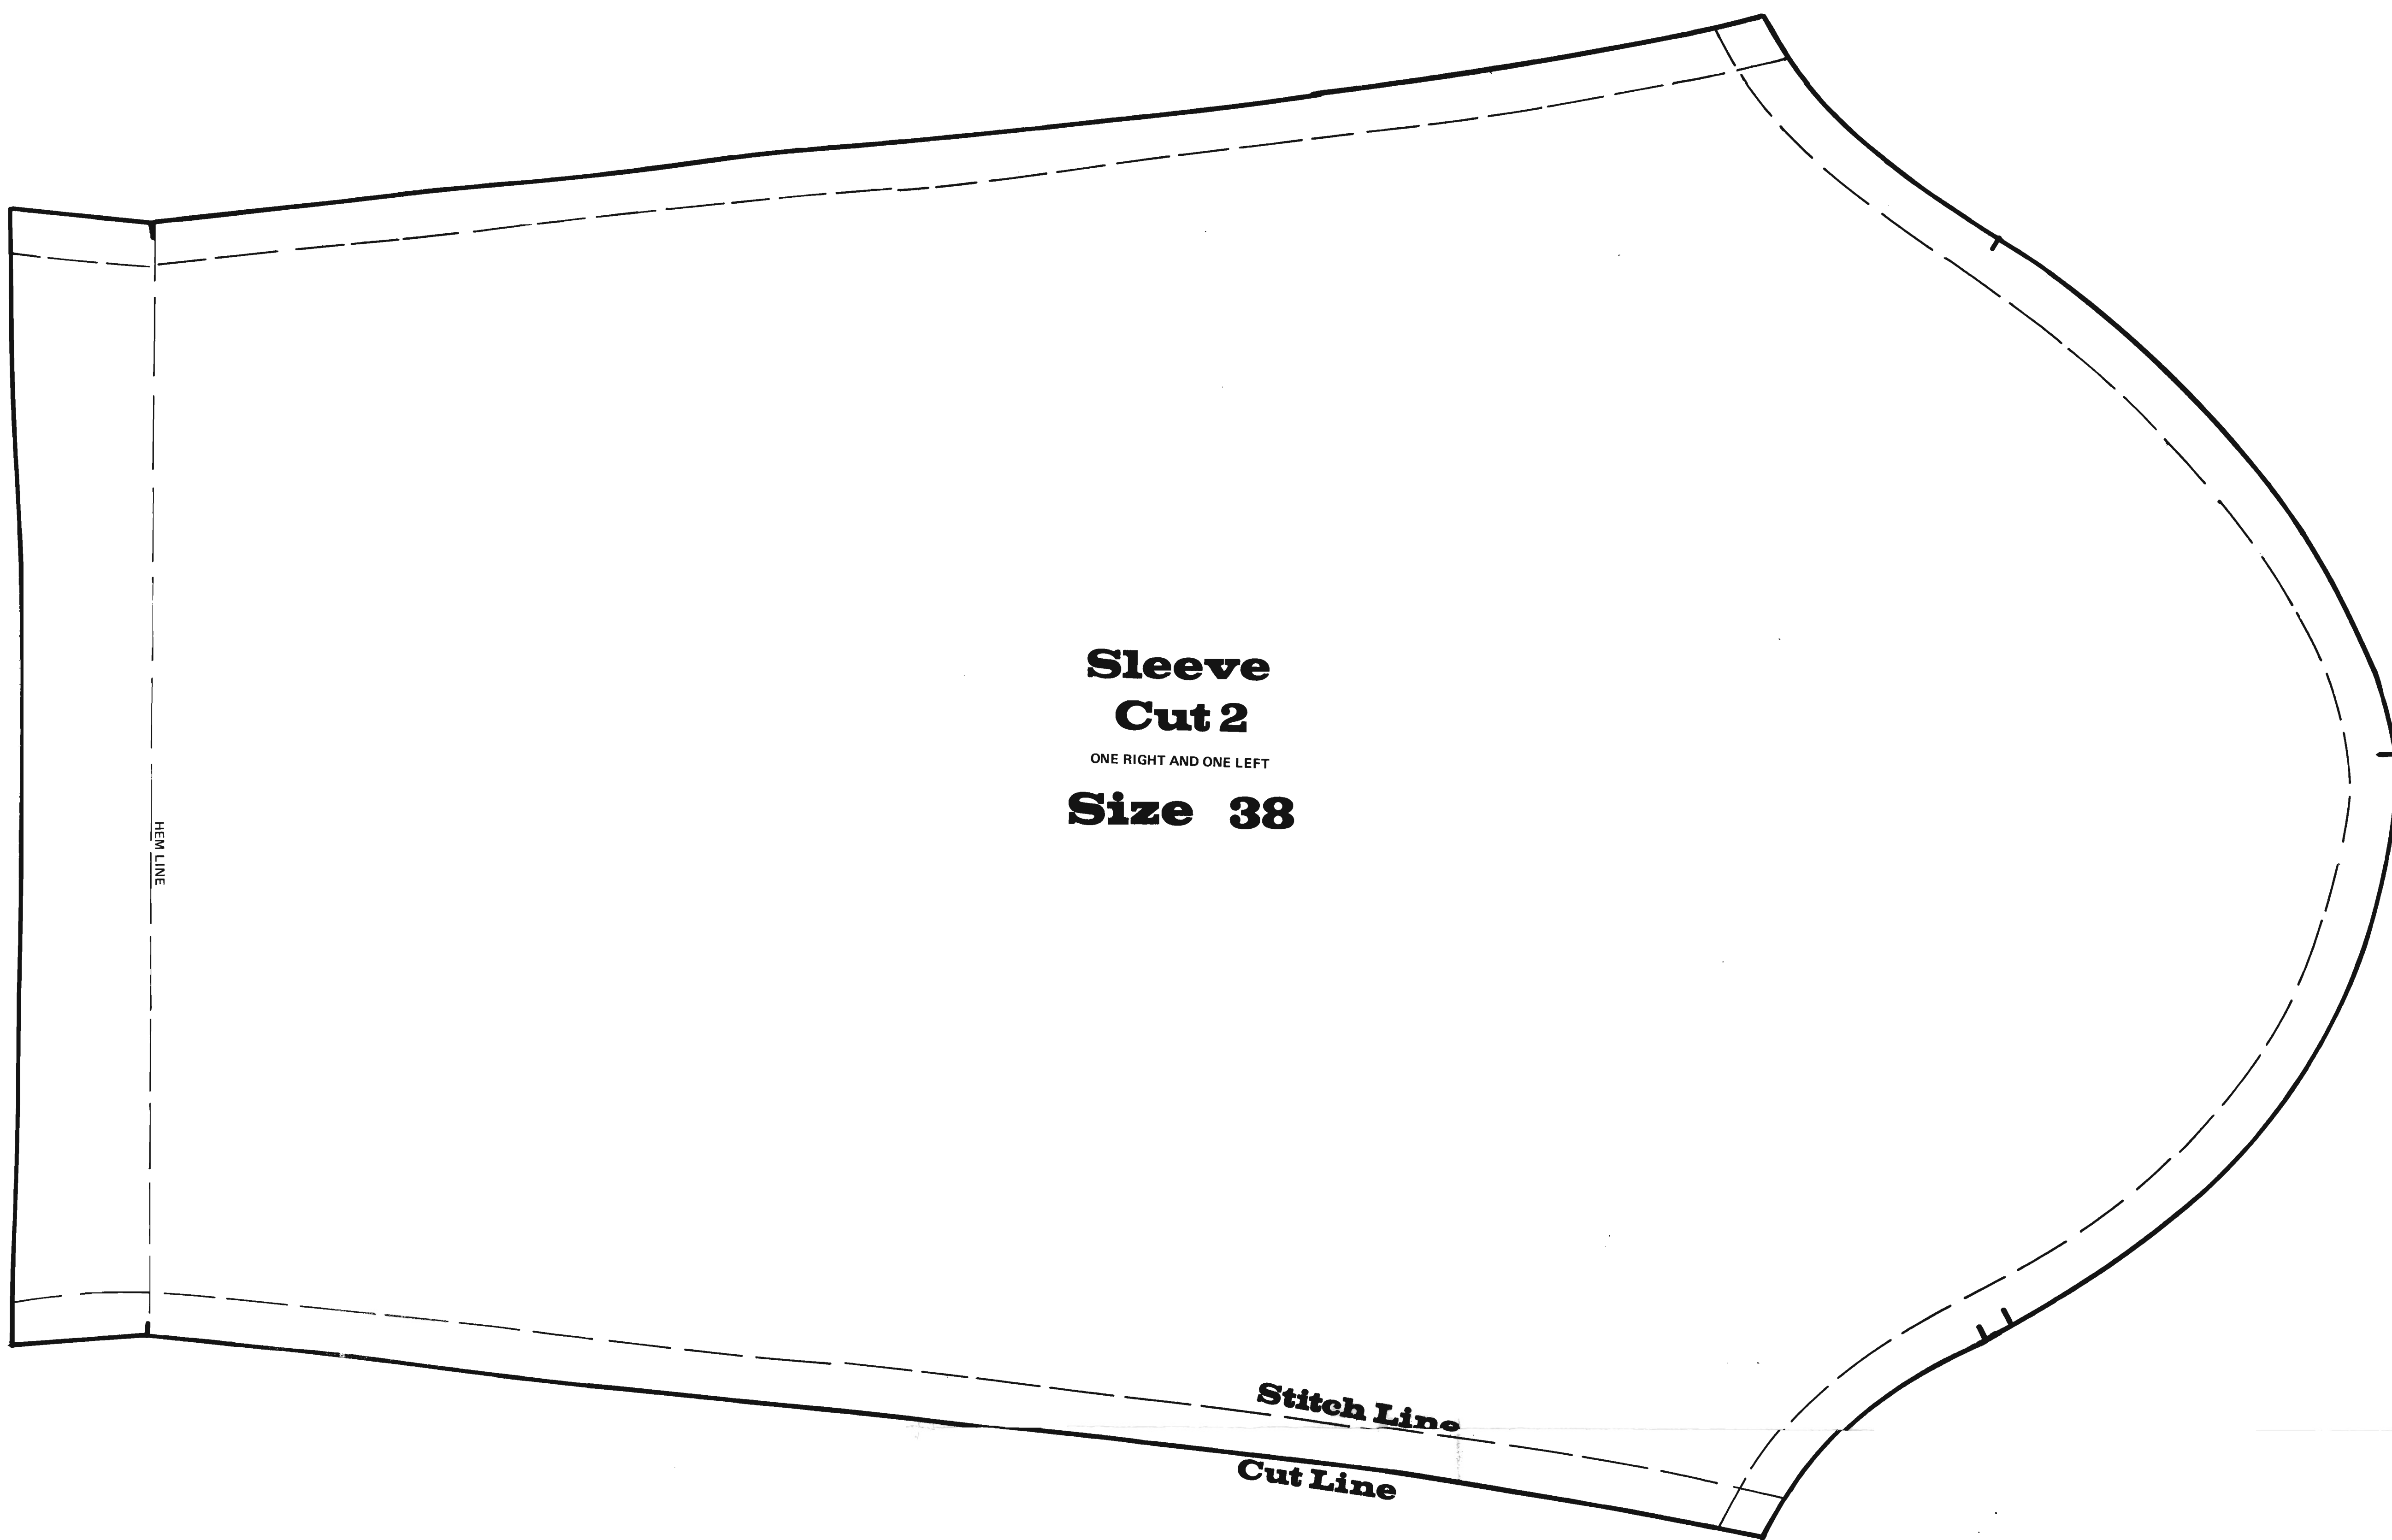 Sleeve
Cut 2
ONE RIGHT AND ONE LEFT
Size 38
HEM LINE
Stitch Line
Cut Line